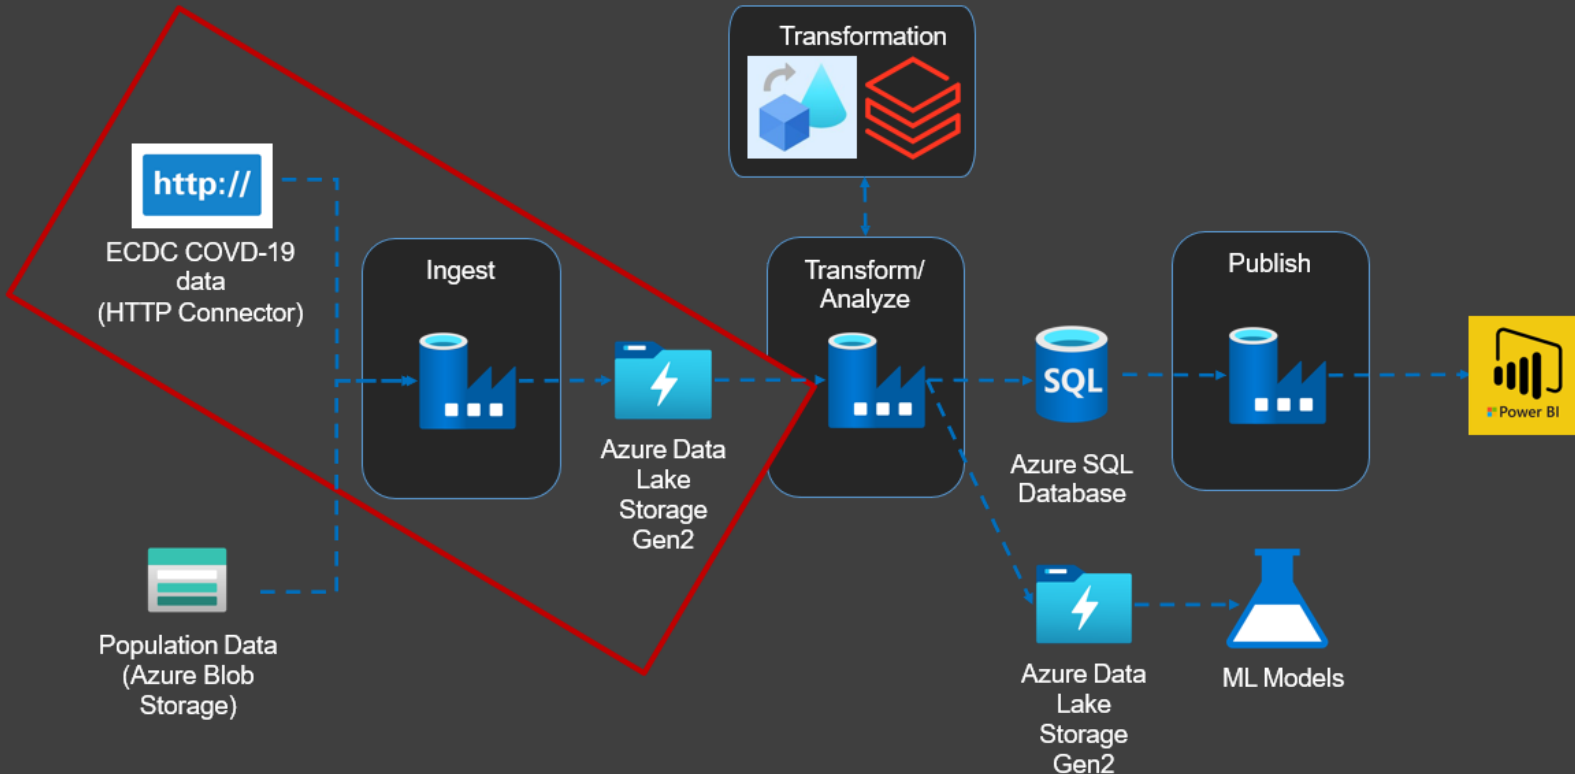 Transformation
http://
ECDC COVD-19
data
(HTTP Connector)
Ingest
Azure Data
Lake
Storage
Gen2
Transform/
Analyze
SQL
Azure SQL
Database
Publish
Power BI
Population Data
(Azure Blob
Storage)
Azure Data
Lake
Storage
Gen2
ML Models